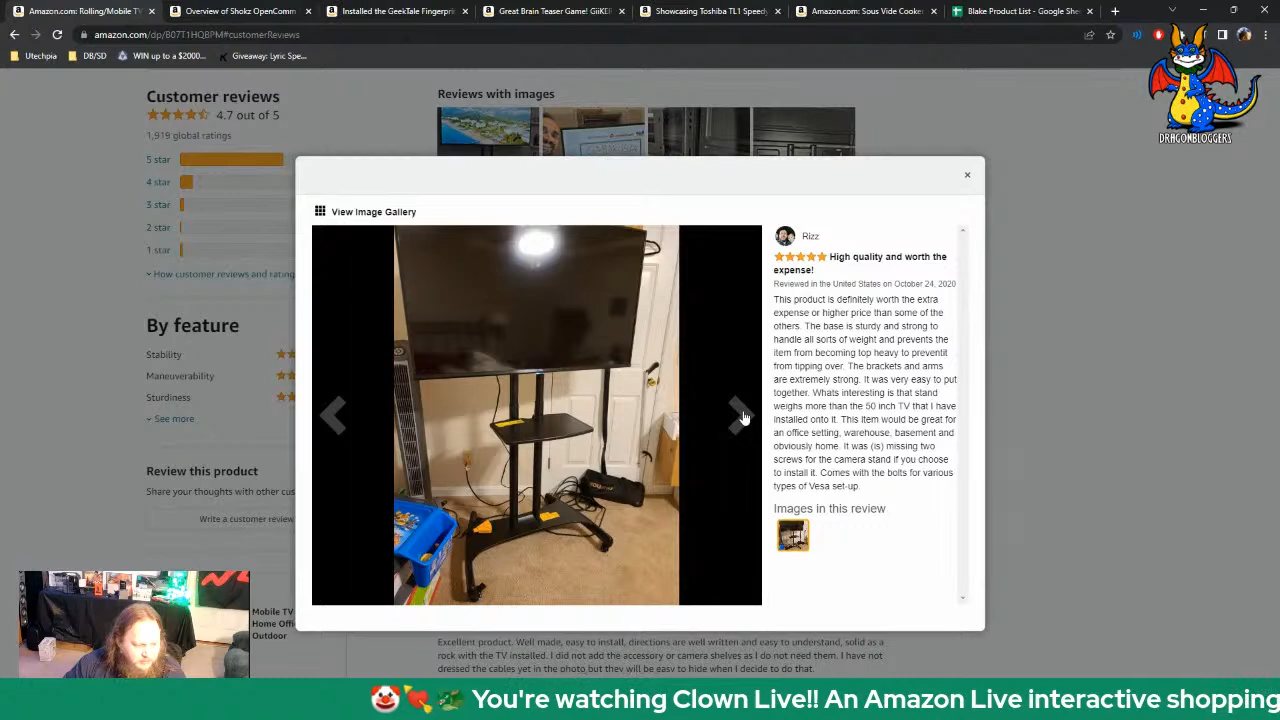 Amazon.com: Rolling/Mobile TV
Overview of Shokz OpenComm
Installed the GeekTale Fingerpri
Great Brain Teaser Game! GiiKER
Showcasing Toshiba TL1 Speedy
Amazon.com: Sous Vide Cooker
Blake Product List - Google She
amazon.com/dp/B07T1HQBPM#customerReviews
Utechpia
DB/SD
WIN up to a $2000...
Giveaway: Lyric Spe...
DRAGONBLOGGERS
Customer reviews
4.7 out of 5
1,919 global ratings
5 star
4 star
3 star
2 star
1 star
How customer reviews and rating
By feature
Stability
Maneuverability
Sturdiness
See more
Review this product
Share your thoughts with other cus
Write a customer review
Reviews with images
View Image Gallery
Rizz
High quality and worth the
expense!
Reviewed in the United States on October 24, 2020
This product is definitely worth the extra
expense or higher price than some of the
others. The base is sturdy and strong to
handle all sorts of weight and prevents the
item from becoming top heavy to preventit
from tipping over. The brackets and arms
are extremely strong. It was very easy to put
together. Whats interesting is that stand
weighs more than the 50 inch TV that I have
installed onto it. This item would be great for
an office setting, warehouse, basement and
obviously home. It was (is) missing two
screws for the camera stand if you choose
to install it. Comes with the bolts for various
types of Vesa set-up.
Images in this review
Mobile TV
Home Offi
Outdoor
Excellent product. Well made, easy to install, directions are well written and easy to understand, solid as a
rock with the TV installed. I did not add the accessory or camera shelves as I do not need them. I have not
dressed the cables yet in the photo but they will be easy to hide when I decide to do that.
You're watching Clown Live!! An Amazon Live interactive shopping